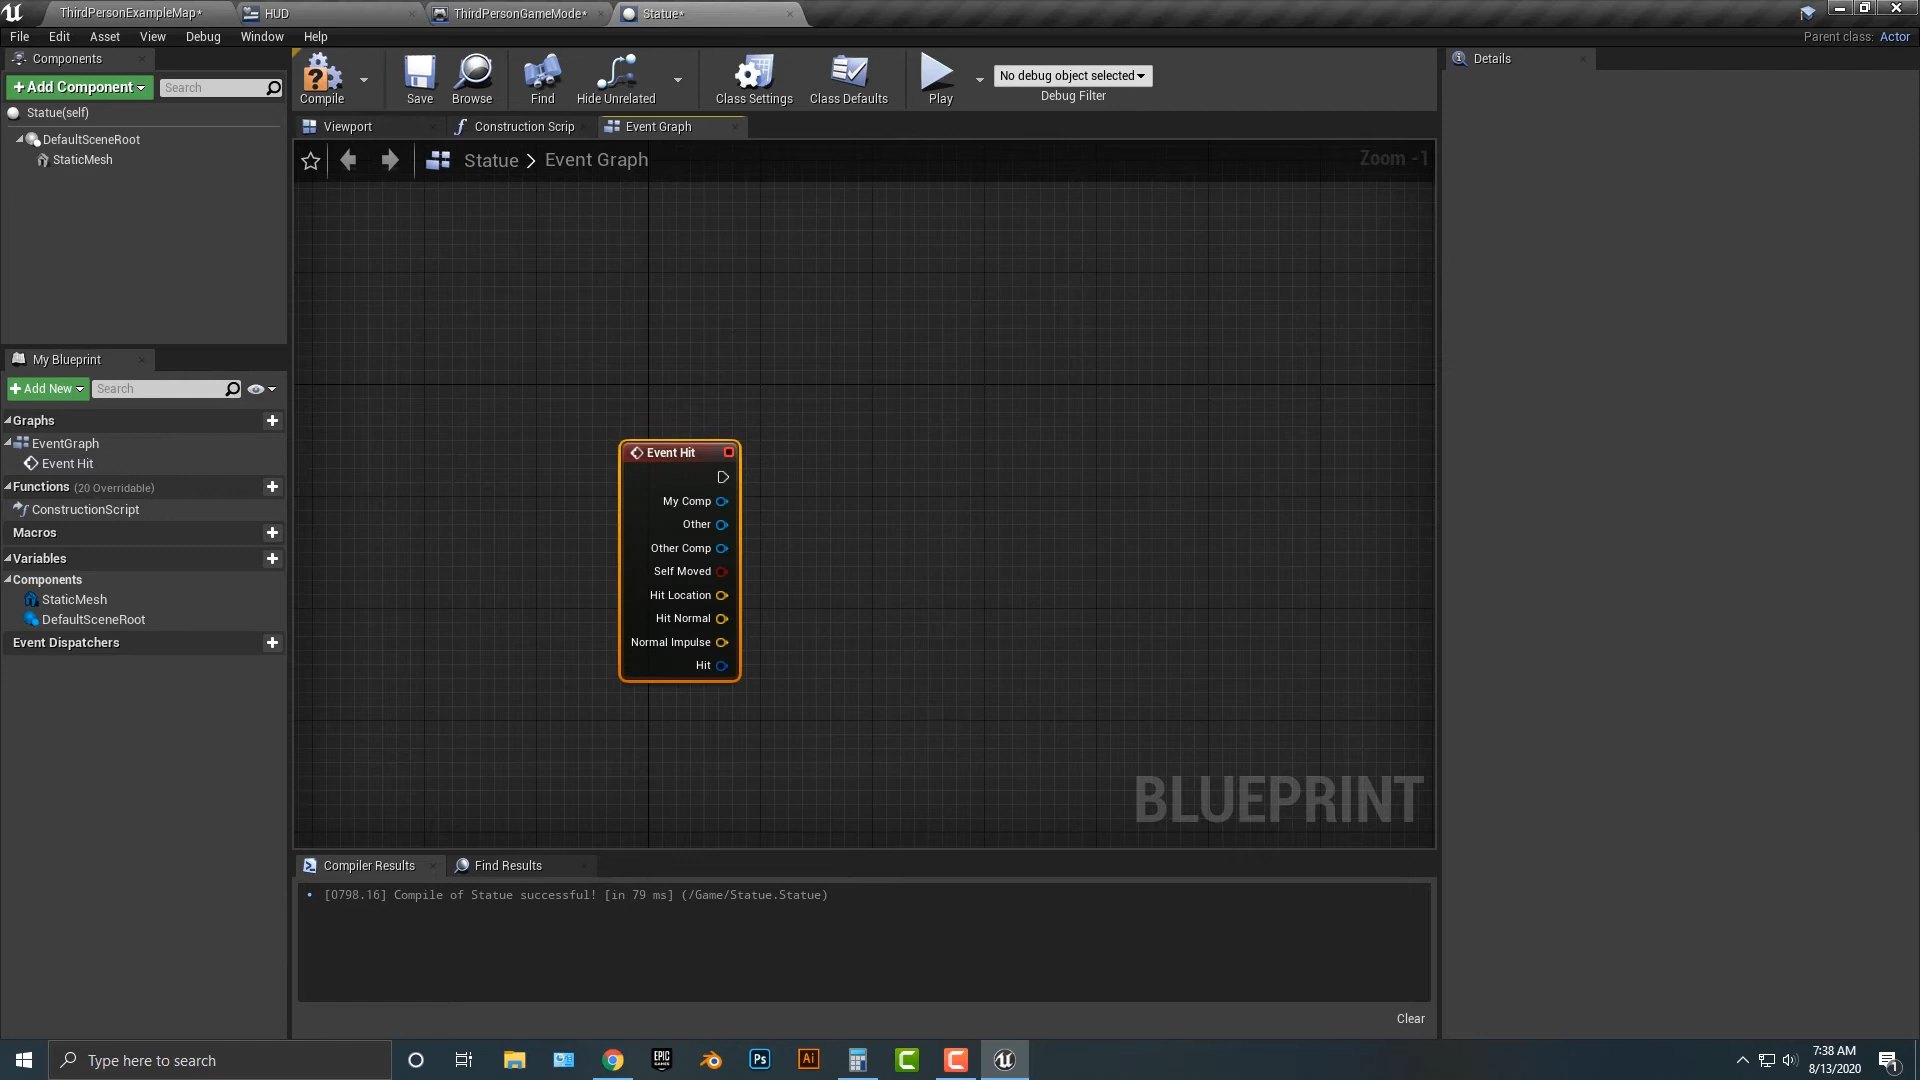 ThirdPersonExampleMap*
HUD
ThirdPersonGameMode*
Statue*
File Edit Asset View Debug Window Help
Parent class: Actor
Components
+Add Component
Search
Statue(self)
DefaultSceneRoot
StaticMesh
Compile
Save
Browse
Find
Hide Unrelated
Class Settings
Class Defaults
Play
No debug object selected
Debug Filter
Details
Viewport
Construction Scrip
Event Graph
Statue > Event Graph
Zoom -1
Event Hit
My Comp
Other
Other Comp
Self Moved
Hit Location
Hit Normal
Normal Impulse
Hit
BLUEPRINT
My Blueprint
+Add New
Search
Graphs
EventGraph
Event Hit
Functions (20 Overridable)
ConstructionScript
Macros
Variables
Components
StaticMesh
DefaultSceneRoot
Event Dispatchers
Compiler Results
Find Results
[0798.16] Compile of Statue successful! [in 79 ms] (/Game/Statue.Statue)
Clear
Type here to search
EPIC GAMES
Ps
Ai
7:38 AM
8/13/2020
1